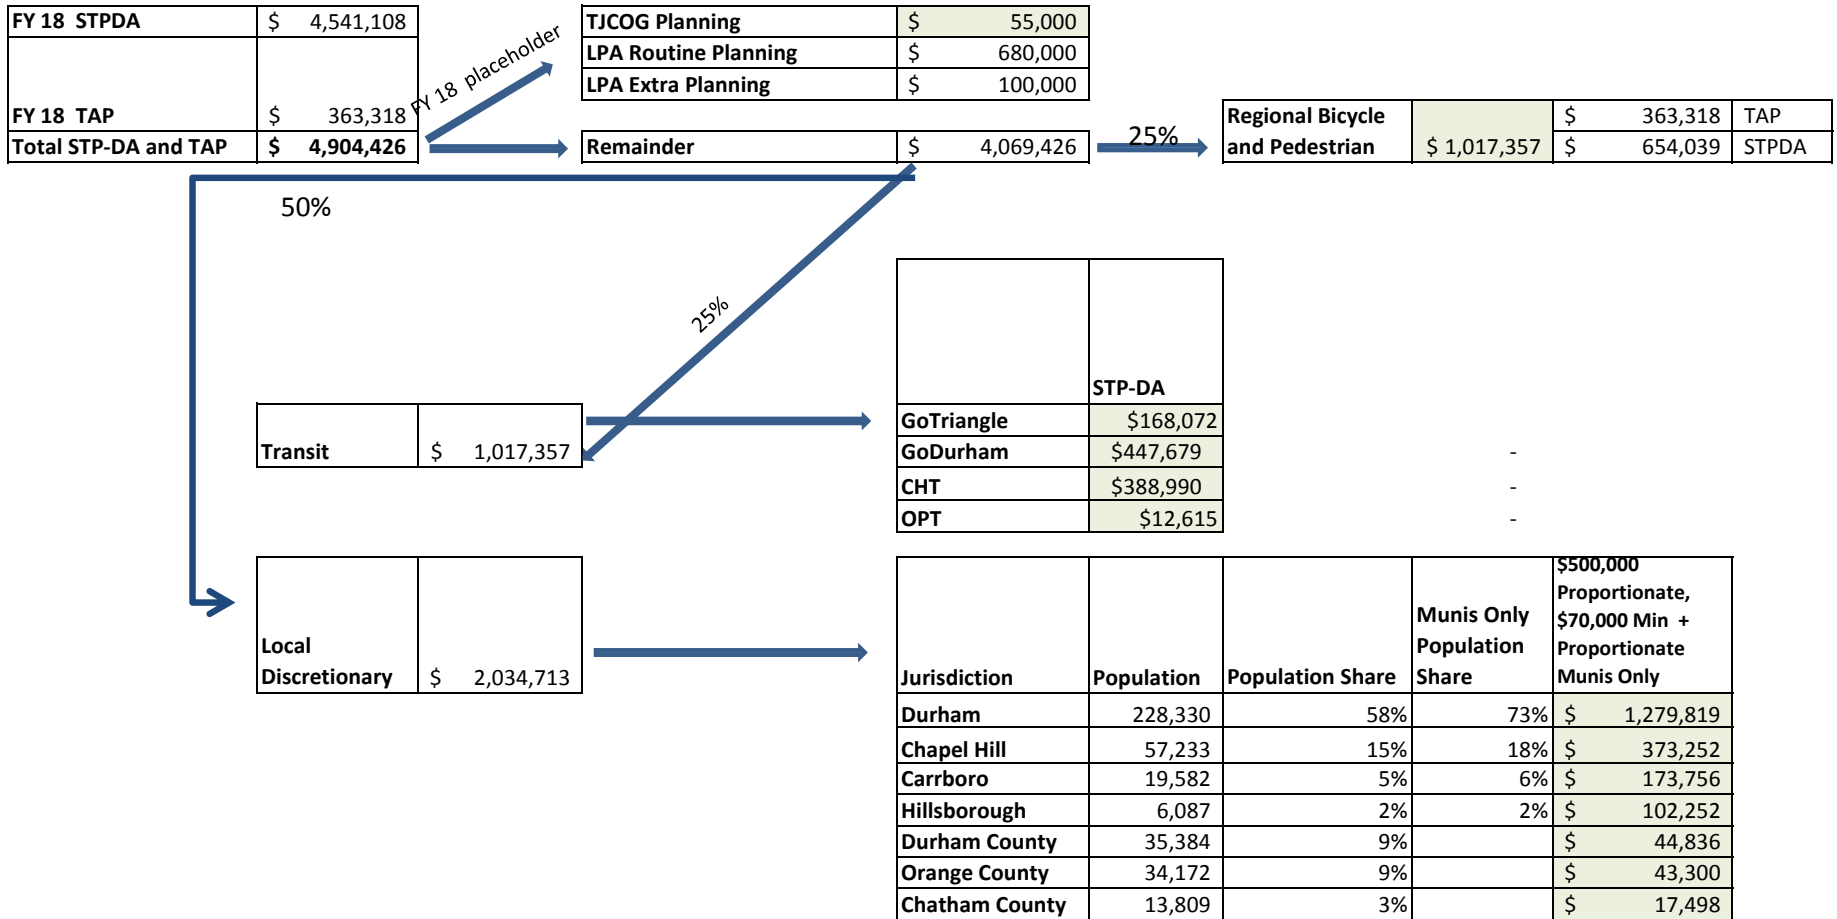 FY 18  STPDA $ 4,541,108
FY 18  TAP $ 363,318
Total STP-DA and TAP $ 4,904,426
FY 18  placeholder
TJCOG Planning $ 55,000
LPA Routine Planning $ 680,000
LPA Extra Planning $ 100,000
Remainder $ 4,069,426
25%
Regional Bicycle $ 363,318 TAP
and Pedestrian $ 1,017,357 $ 654,039 STPDA
50%
25%
Transit $ 1,017,357
STP-DA
GoTriangle $168,072
GoDurham $447,679 -
CHT $388,990 -
OPT $12,615 -
Local
Discretionary $ 2,034,713
$500,000
Proportionate,
Munis Only $70,000 Min  +
Population Proportionate
Jurisdiction Population Population Share Share Munis Only
Durham 228,330 58% 73% $ 1,279,819
Chapel Hill 57,233 15% 18% $ 373,252
Carrboro 19,582 5% 6% $ 173,756
Hillsborough 6,087 2% 2% $ 102,252
Durham County 35,384 9% $ 44,836
Orange County 34,172 9% $ 43,300
Chatham County 13,809 3% $ 17,498